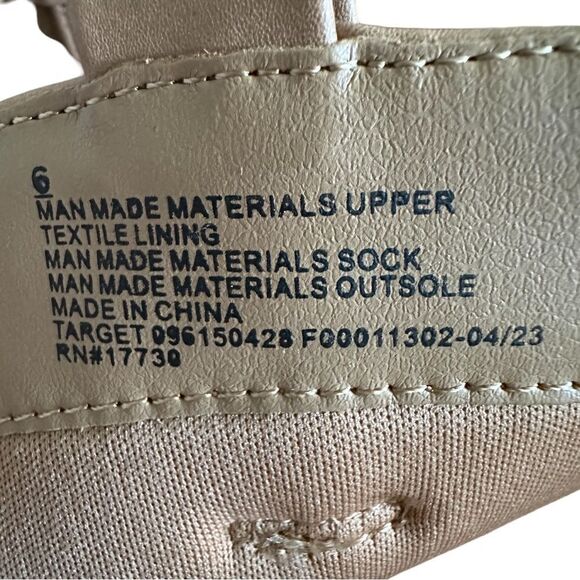 6
MAN MADE MATERIALS UPPER
TEXTILE LINING
MAN MADE MATERIALS SOCK
MAN MADE MATERIALS OUTSOLE
MADE IN CHINA
TARGET 096150428 F00011302-04/23
RN#17730